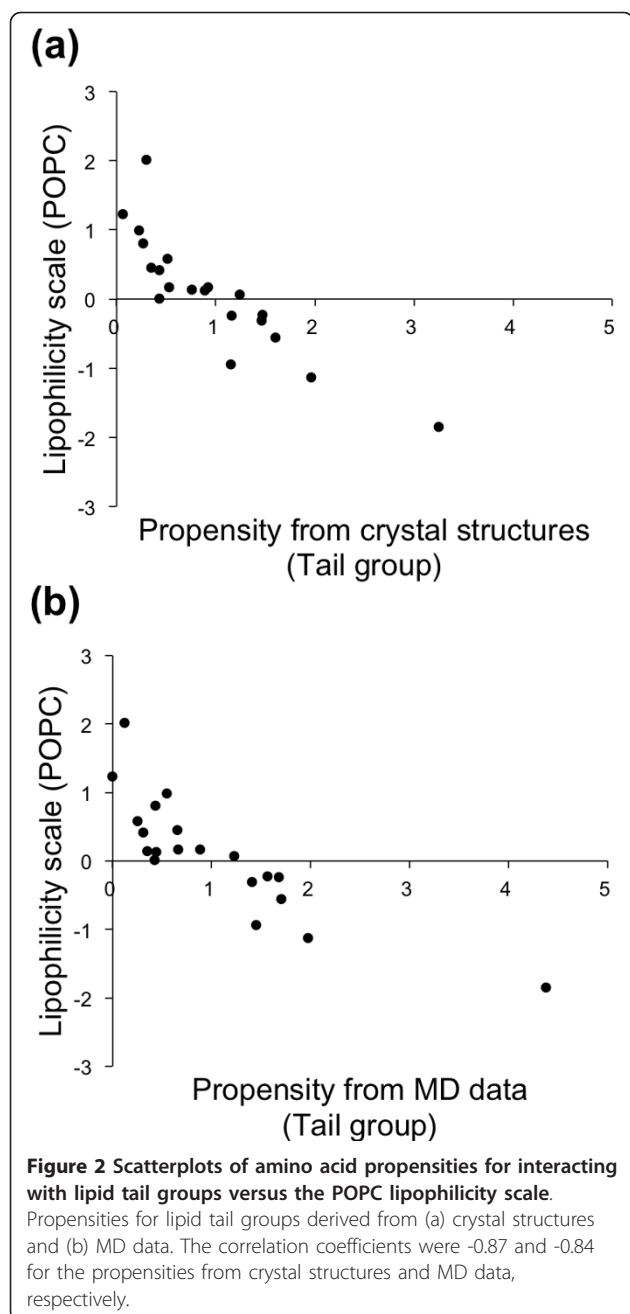 (a)
3
2
1
0
-1
-2
-3
0 1 2 3 4 5
Lipophilicity scale (POPC)
Propensity from crystal structures
(Tail group)
(b)
3
2
1
0
-1
-2
-3
0 1 2 3 4 5
Lipophilicity scale (POPC)
Propensity from MD data
(Tail group)
Figure 2 Scatterplots of amino acid propensities for interacting
with lipid tail groups versus the POPC lipophilicity scale.
Propensities for lipid tail groups derived from (a) crystal structures
and (b) MD data. The correlation coefficients were -0.87 and -0.84
for the propensities from crystal structures and MD data,
respectively.